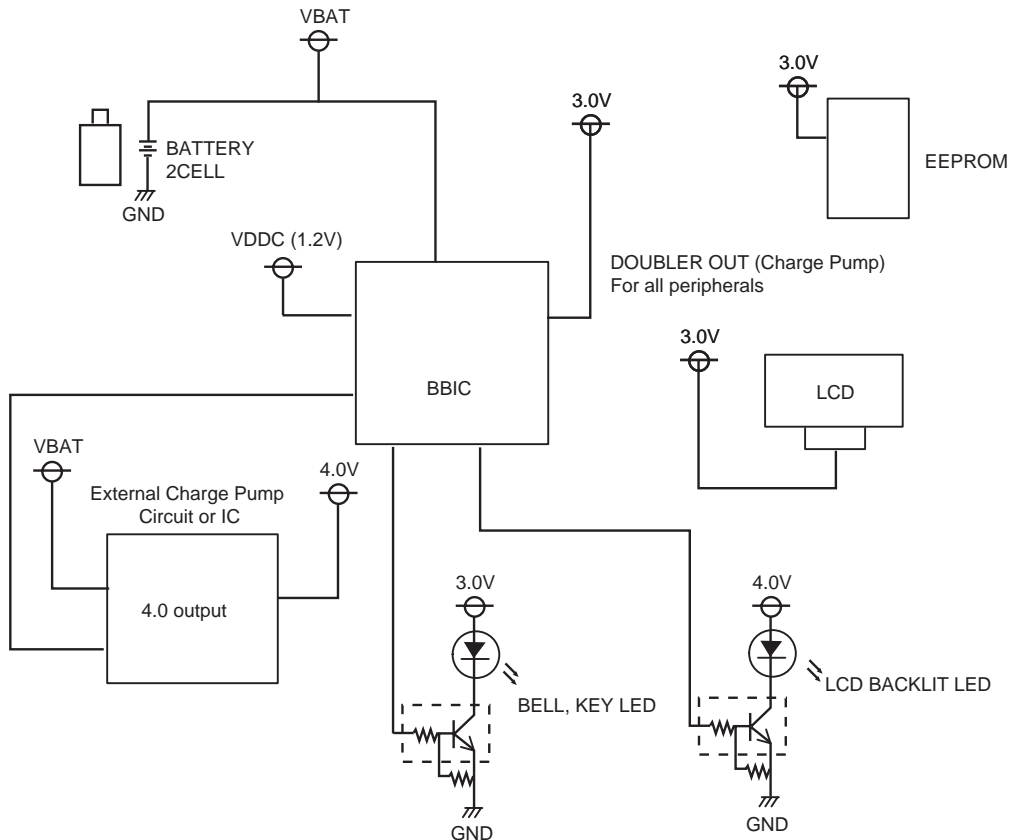 VBAT
3.0V
3.0V
BATTERY
2CELL
EEPROM
GND
VDDC (1.2V)
DOUBLER OUT (Charge Pump)
For all peripherals
3.0V
BBIC
LCD
VBAT
4.0V
External Charge Pump
Circuit or IC
4.0 output
3.0V
4.0V
BELL, KEY LED
LCD BACKLIT LED
GND
GND